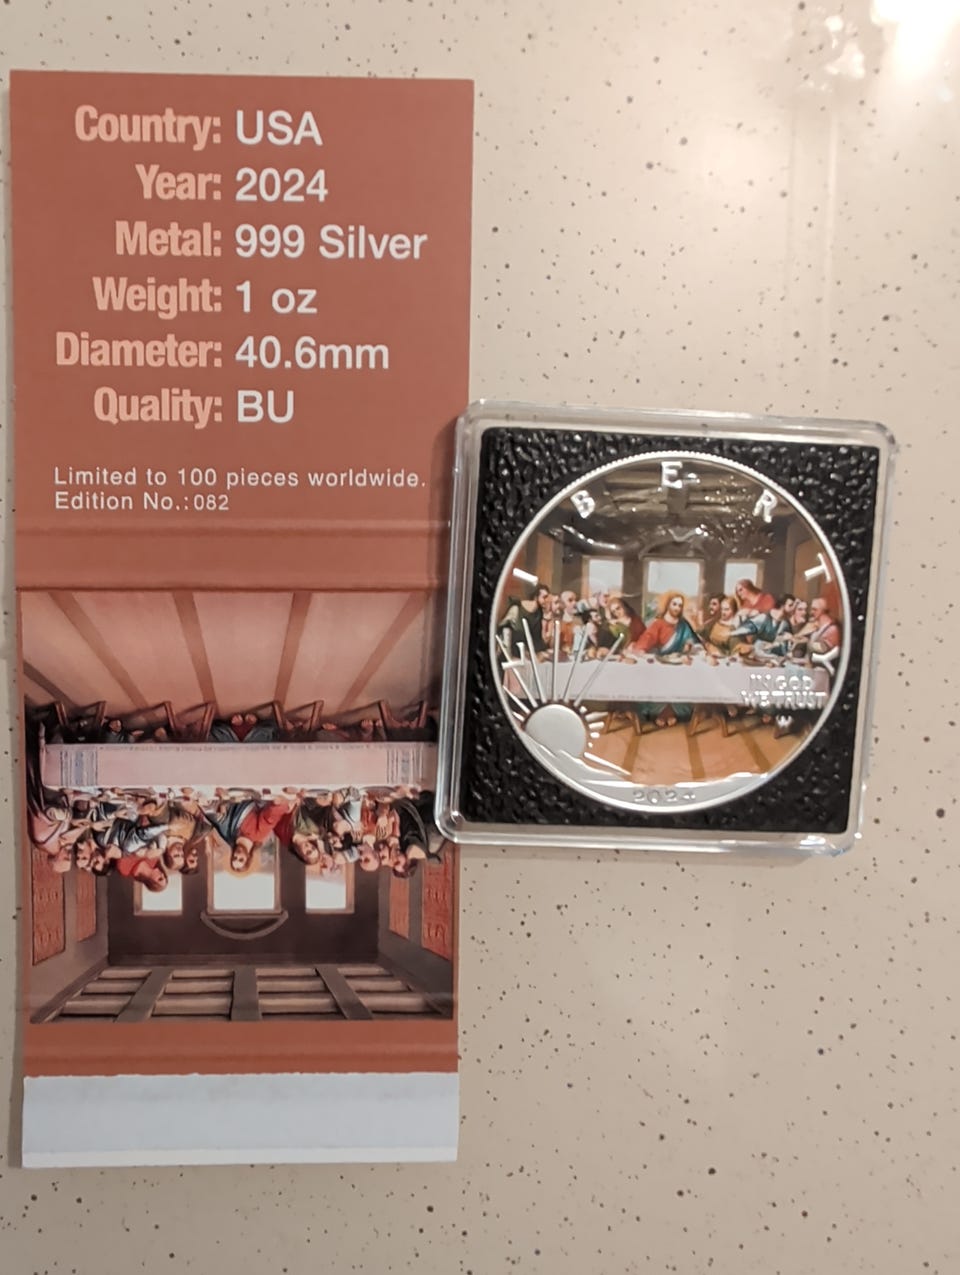 Country: USA
Year: 2024
Metal: 999 Silver
Weight: 1 oz
Diameter: 40.6mm
Quality: BU
Limited to 100 pieces worldwide.
Edition No.: 082
LIBERTY
IN GOD
WE TRUST
W
2024